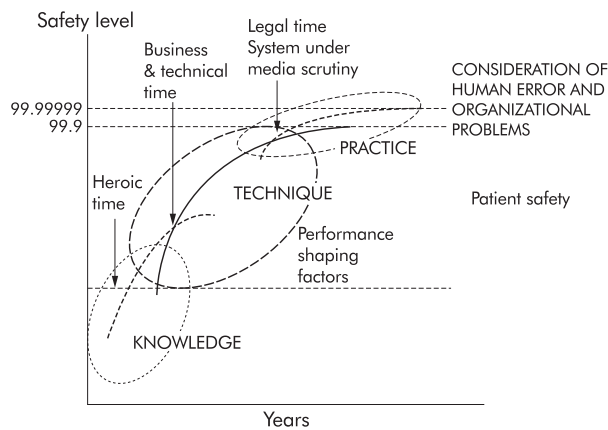 Safety level
Business
& technical
time
Legal time
System under
media scrutiny
CONSIDERATION OF
HUMAN ERROR AND
ORGANIZATIONAL
PROBLEMS
99.99999
99.9
PRACTICE
Heroic
time
TECHNIQUE
Patient safety
Performance
shaping
factors
KNOWLEDGE
Years